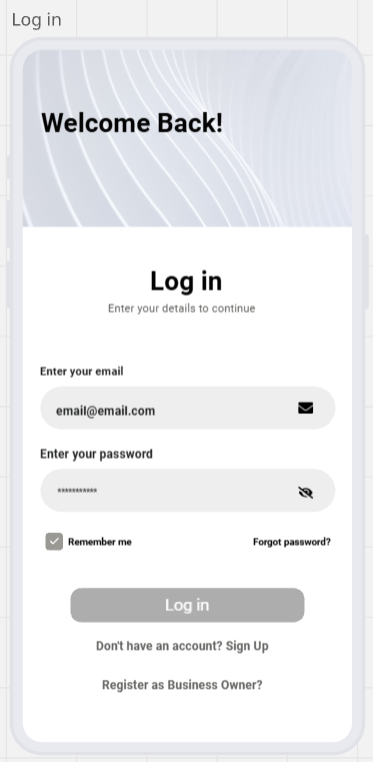 Log in
Welcome Back!
Log in
Enter your details to continue
Enter your email
email@email.com
Enter your password
***********
Remember me
Forgot password?
Log in
Don't have an account? Sign Up
Register as Business Owner?